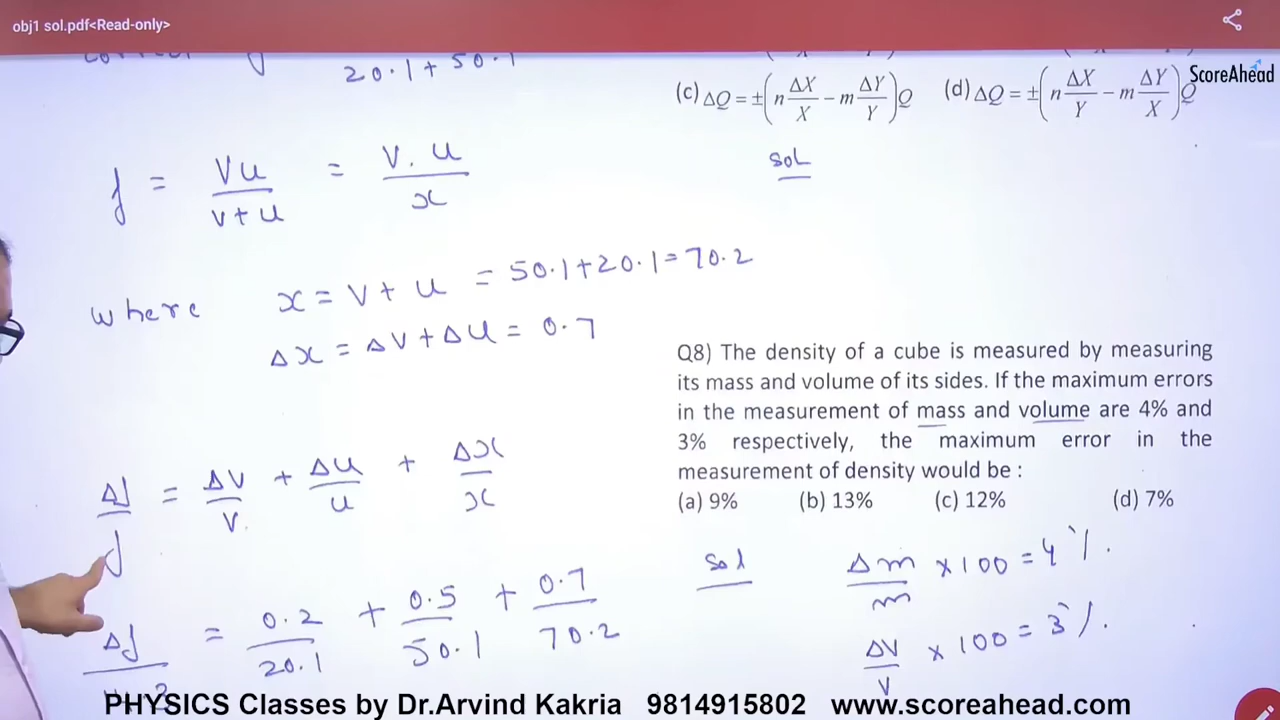 obj1 sol.pdf<Read-only>
ScoreAhead
20.1 + 50.1
(c) ΔQ = ±(n ΔX/X − m ΔY/Y)Q (d) ΔQ = ±(n ΔX/Y − m ΔY/X)Q
f = Vu/(v+u) = V.u/x
SoL
where x = V + u = 50.1+20.1=70.2
Δx = ΔV + Δu = 0.7
Δf/f = ΔV/V + Δu/u + Δx/x
Δf = 0.2/20.1 + 0.5/50.1 + 0.7/70.2
Q8) The density of a cube is measured by measuring
its mass and volume of its sides. If the maximum errors
in the measurement of mass and volume are 4% and
3% respectively, the maximum error in the
measurement of density would be :
(a) 9% (b) 13% (c) 12% (d) 7%
Sol Δm/m ×100 = 4%.
ΔV/V ×100 = 3%.
PHYSICS Classes by Dr.Arvind Kakria 9814915802 www.scoreahead.com